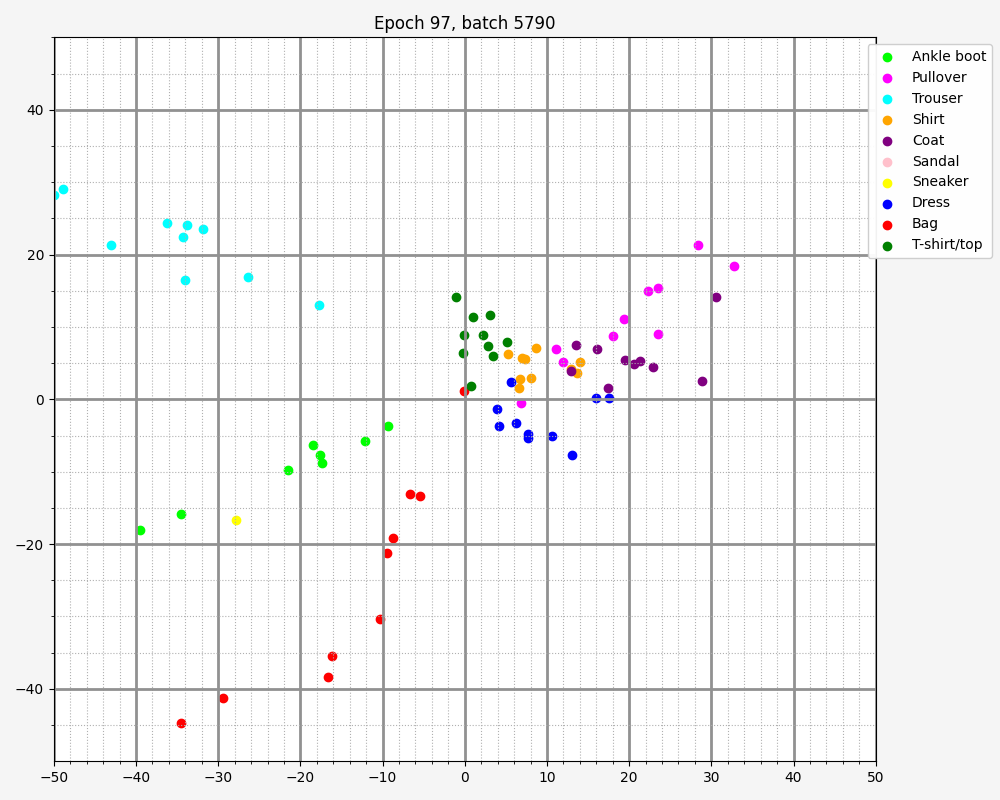 Epoch 97, batch 5790
Ankle boot
Pullover
Trouser
Shirt
Coat
Sandal
Sneaker
Dress
Bag
T-shirt/top
40
20
0
−20
−40
−50
−40
−30
−20
−10
0
10
20
30
40
50